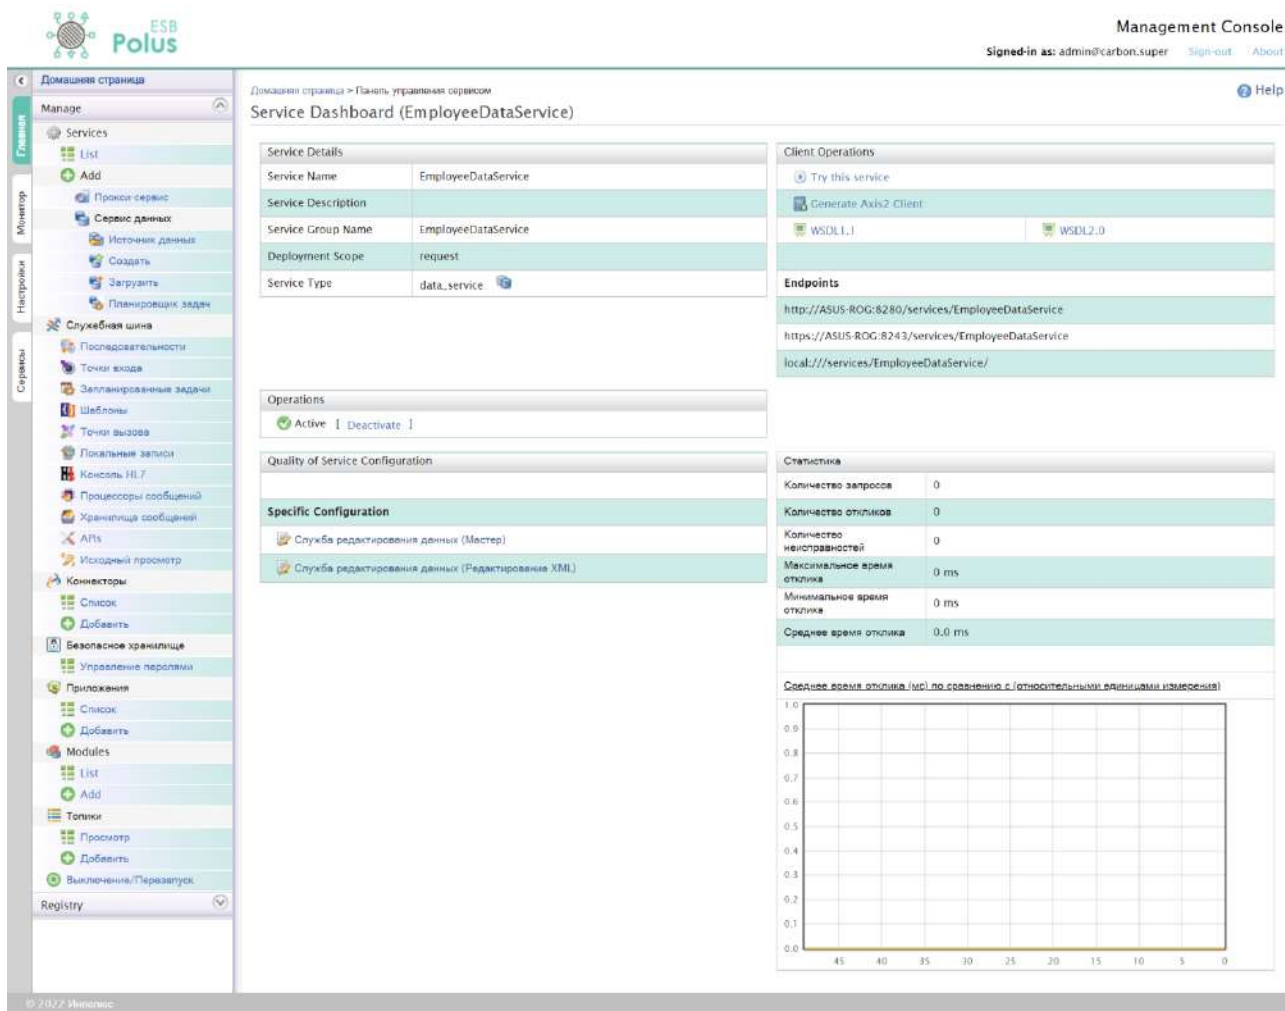 ESB
Polus
Management Console
Signed-in as: admin@carbon.super Sign-out About
Главная
Монитор
Настройки
Сервисы
Домашняя страница
Manage
Services
List
Add
Прокси-сервис
Сервис данных
Источник данных
Создать
Загрузить
Планировщик задач
Служебная шина
Последовательности
Точки входа
Запланированные задачи
Шаблоны
Точки вызова
Локальные записи
Консоль HL7
Процессоры сообщений
Хранилища сообщений
APIs
Исходный просмотр
Коннекторы
Список
Добавить
Безопасное хранилище
Управление паролями
Приложения
Список
Добавить
Modules
List
Add
Топики
Просмотр
Добавить
Выключение/Перезапуск
Registry
Домашняя страница > Панель управления сервисом
Help
Service Dashboard (EmployeeDataService)
Service Details
Service Name EmployeeDataService
Service Description
Service Group Name EmployeeDataService
Deployment Scope request
Service Type data_service
Client Operations
Try this service
Generate Axis2 Client
WSDL1.1 WSDL2.0
Endpoints
http://ASUS-ROG:8280/services/EmployeeDataService
https://ASUS-ROG:8243/services/EmployeeDataService
local:///services/EmployeeDataService/
Operations
Active [ Deactivate ]
Quality of Service Configuration
Specific Configuration
Служба редактирования данных (Мастер)
Служба редактирования данных (Редактирование XML)
Статистика
Количество запросов 0
Количество откликов 0
Количество
неисправностей 0
Максимальное время
отклика 0 ms
Минимальное время
отклика 0 ms
Среднее время отклика 0.0 ms
Среднее время отклика (мс) по сравнению с (относительными единицами измерения)
1.0
0.9
0.8
0.7
0.6
0.5
0.4
0.3
0.2
0.1
0.0
45 40 35 30 25 20 15 10 5 0
© 2022 Инполюс